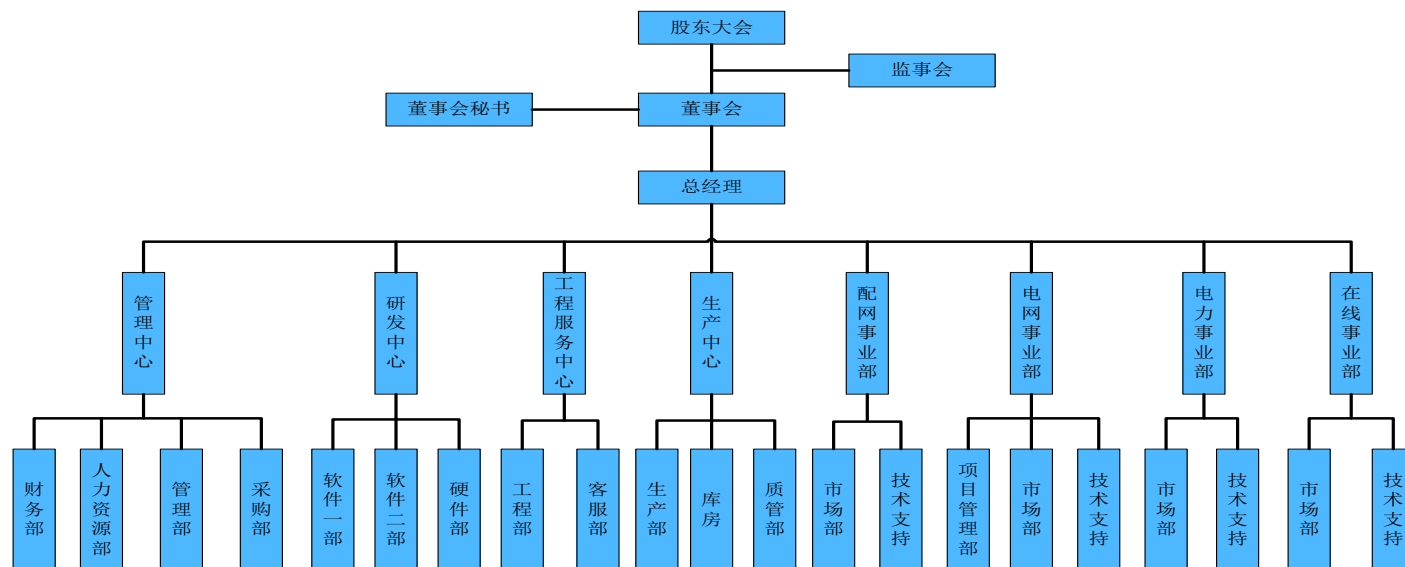 股东大会
监事会
董事会秘书
董事会
总经理
管理中心
研发中心
工程服务中心
生产中心
配网事业部
电网事业部
电力事业部
在线事业部
财务部
人力资源部
管理部
采购部
软件一部
软件二部
硬件部
工程部
客服部
生产部
库房
质管部
市场部
技术支持
项目管理部
市场部
技术支持
市场部
技术支持
市场部
技术支持